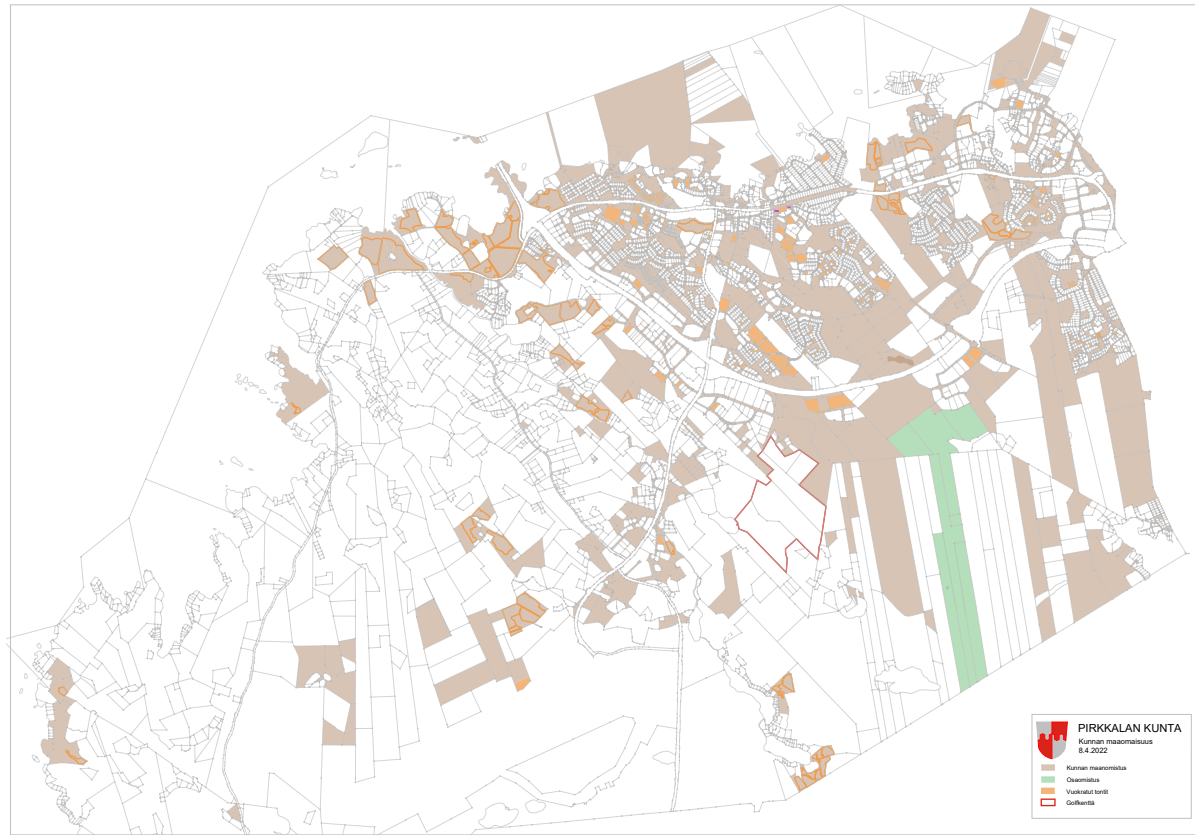 PIRKKALAN KUNTA
Kunnan maaomaisuus
8.4.2022
Kunnan maanomistus
Osaomistus
Vuokratut tontit
Golfkenttä